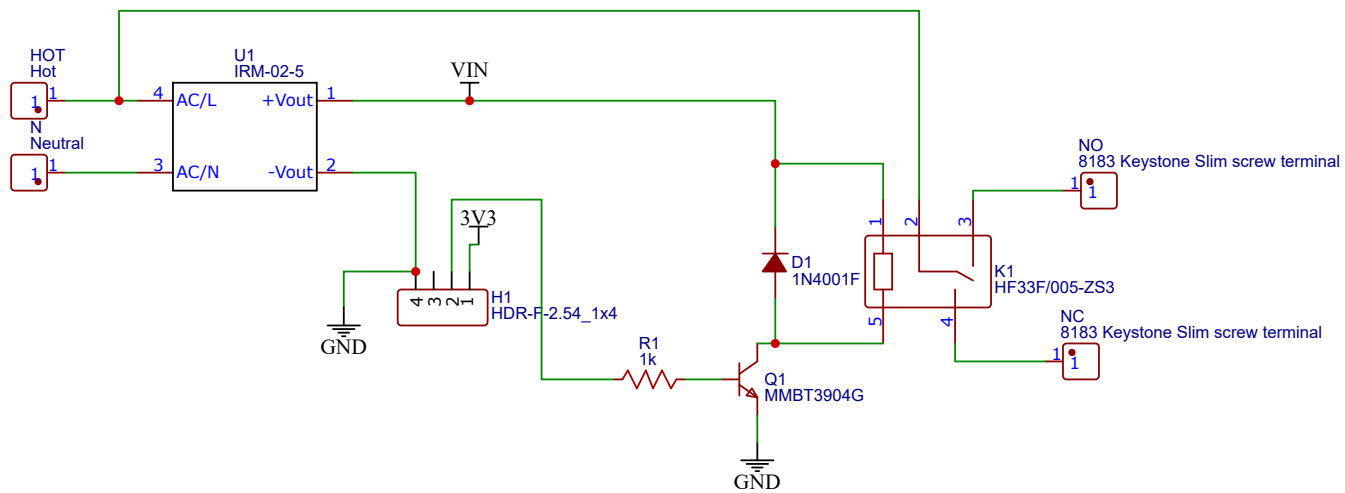 HOT
Hot
1
1
N
Neutral
1
1
U1
IRM-02-5
4
AC/L
+Vout
1
3
AC/N
-Vout
2
VIN
3V3
GND
4
3
2
1
H1
HDR-F-2.54_1x4
R1
1k
Q1
MMBT3904G
GND
D1
1N4001F
1
2
3
5
4
K1
HF33F/005-ZS3
NO
8183 Keystone Slim screw terminal
1
1
NC
8183 Keystone Slim screw terminal
1
1